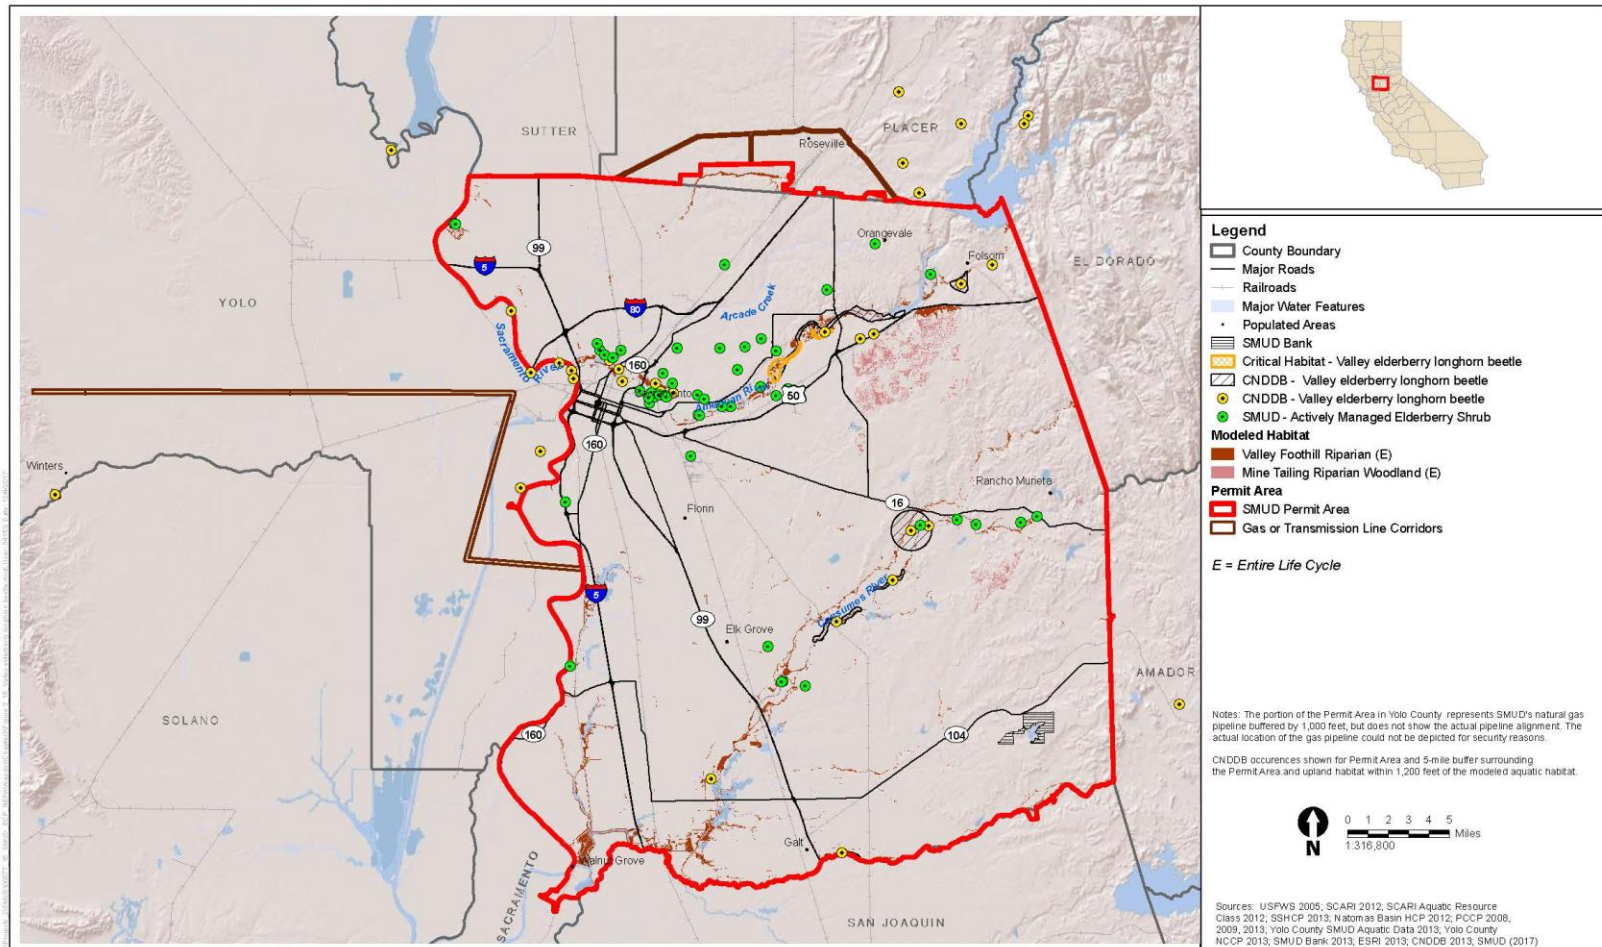 SUTTER
PLACER
Roseville
EL DORADO
YOLO
99
5
Orangevale
Folsom
80
Arcade Creek
Sacramento
River
160
50
160
Winters
Rancho Murieta
16
Florin
5
99
Elk Grove
AMADOR
SOLANO
160
104
Galt
Walnut Grove
SACRAMENTO
SAN JOAQUIN
Legend
County Boundary
Major Roads
Railroads
Major Water Features
Populated Areas
SMUD Bank
Critical Habitat - Valley elderberry longhorn beetle
CNDDB - Valley elderberry longhorn beetle
CNDDB - Valley elderberry longhorn beetle
SMUD - Actively Managed Elderberry Shrub
Modeled Habitat
Valley Foothill Riparian (E)
Mine Tailing Riparian Woodland (E)
Permit Area
SMUD Permit Area
Gas or Transmission Line Corridors
E = Entire Life Cycle
Notes: The portion of the Permit Area in Yolo County represents SMUD's natural gas
pipeline buffered by 1,000 feet, but does not show the actual pipeline alignment. The
actual location of the gas pipeline could not be depicted for security reasons.
CNDDB occurences shown for Permit Area and 5-mile buffer surrounding
the Permit Area and upland habitat within 1,200 feet of the modeled aquatic habitat.
0 1 2 3 4 5
Miles
1:316,800
N
Sources: USFWS 2005; SCARI 2012; SCARI Aquatic Resource
Class 2012; SSHCP 2013; Natomas Basin HCP 2012; PCCP 2008,
2009, 2013; Yolo County SMUD Aquatic Data 2013; Yolo County
NCCP 2013; SMUD Bank 2013; ESRI 2013; CNDDB 2013; SMUD (2017)